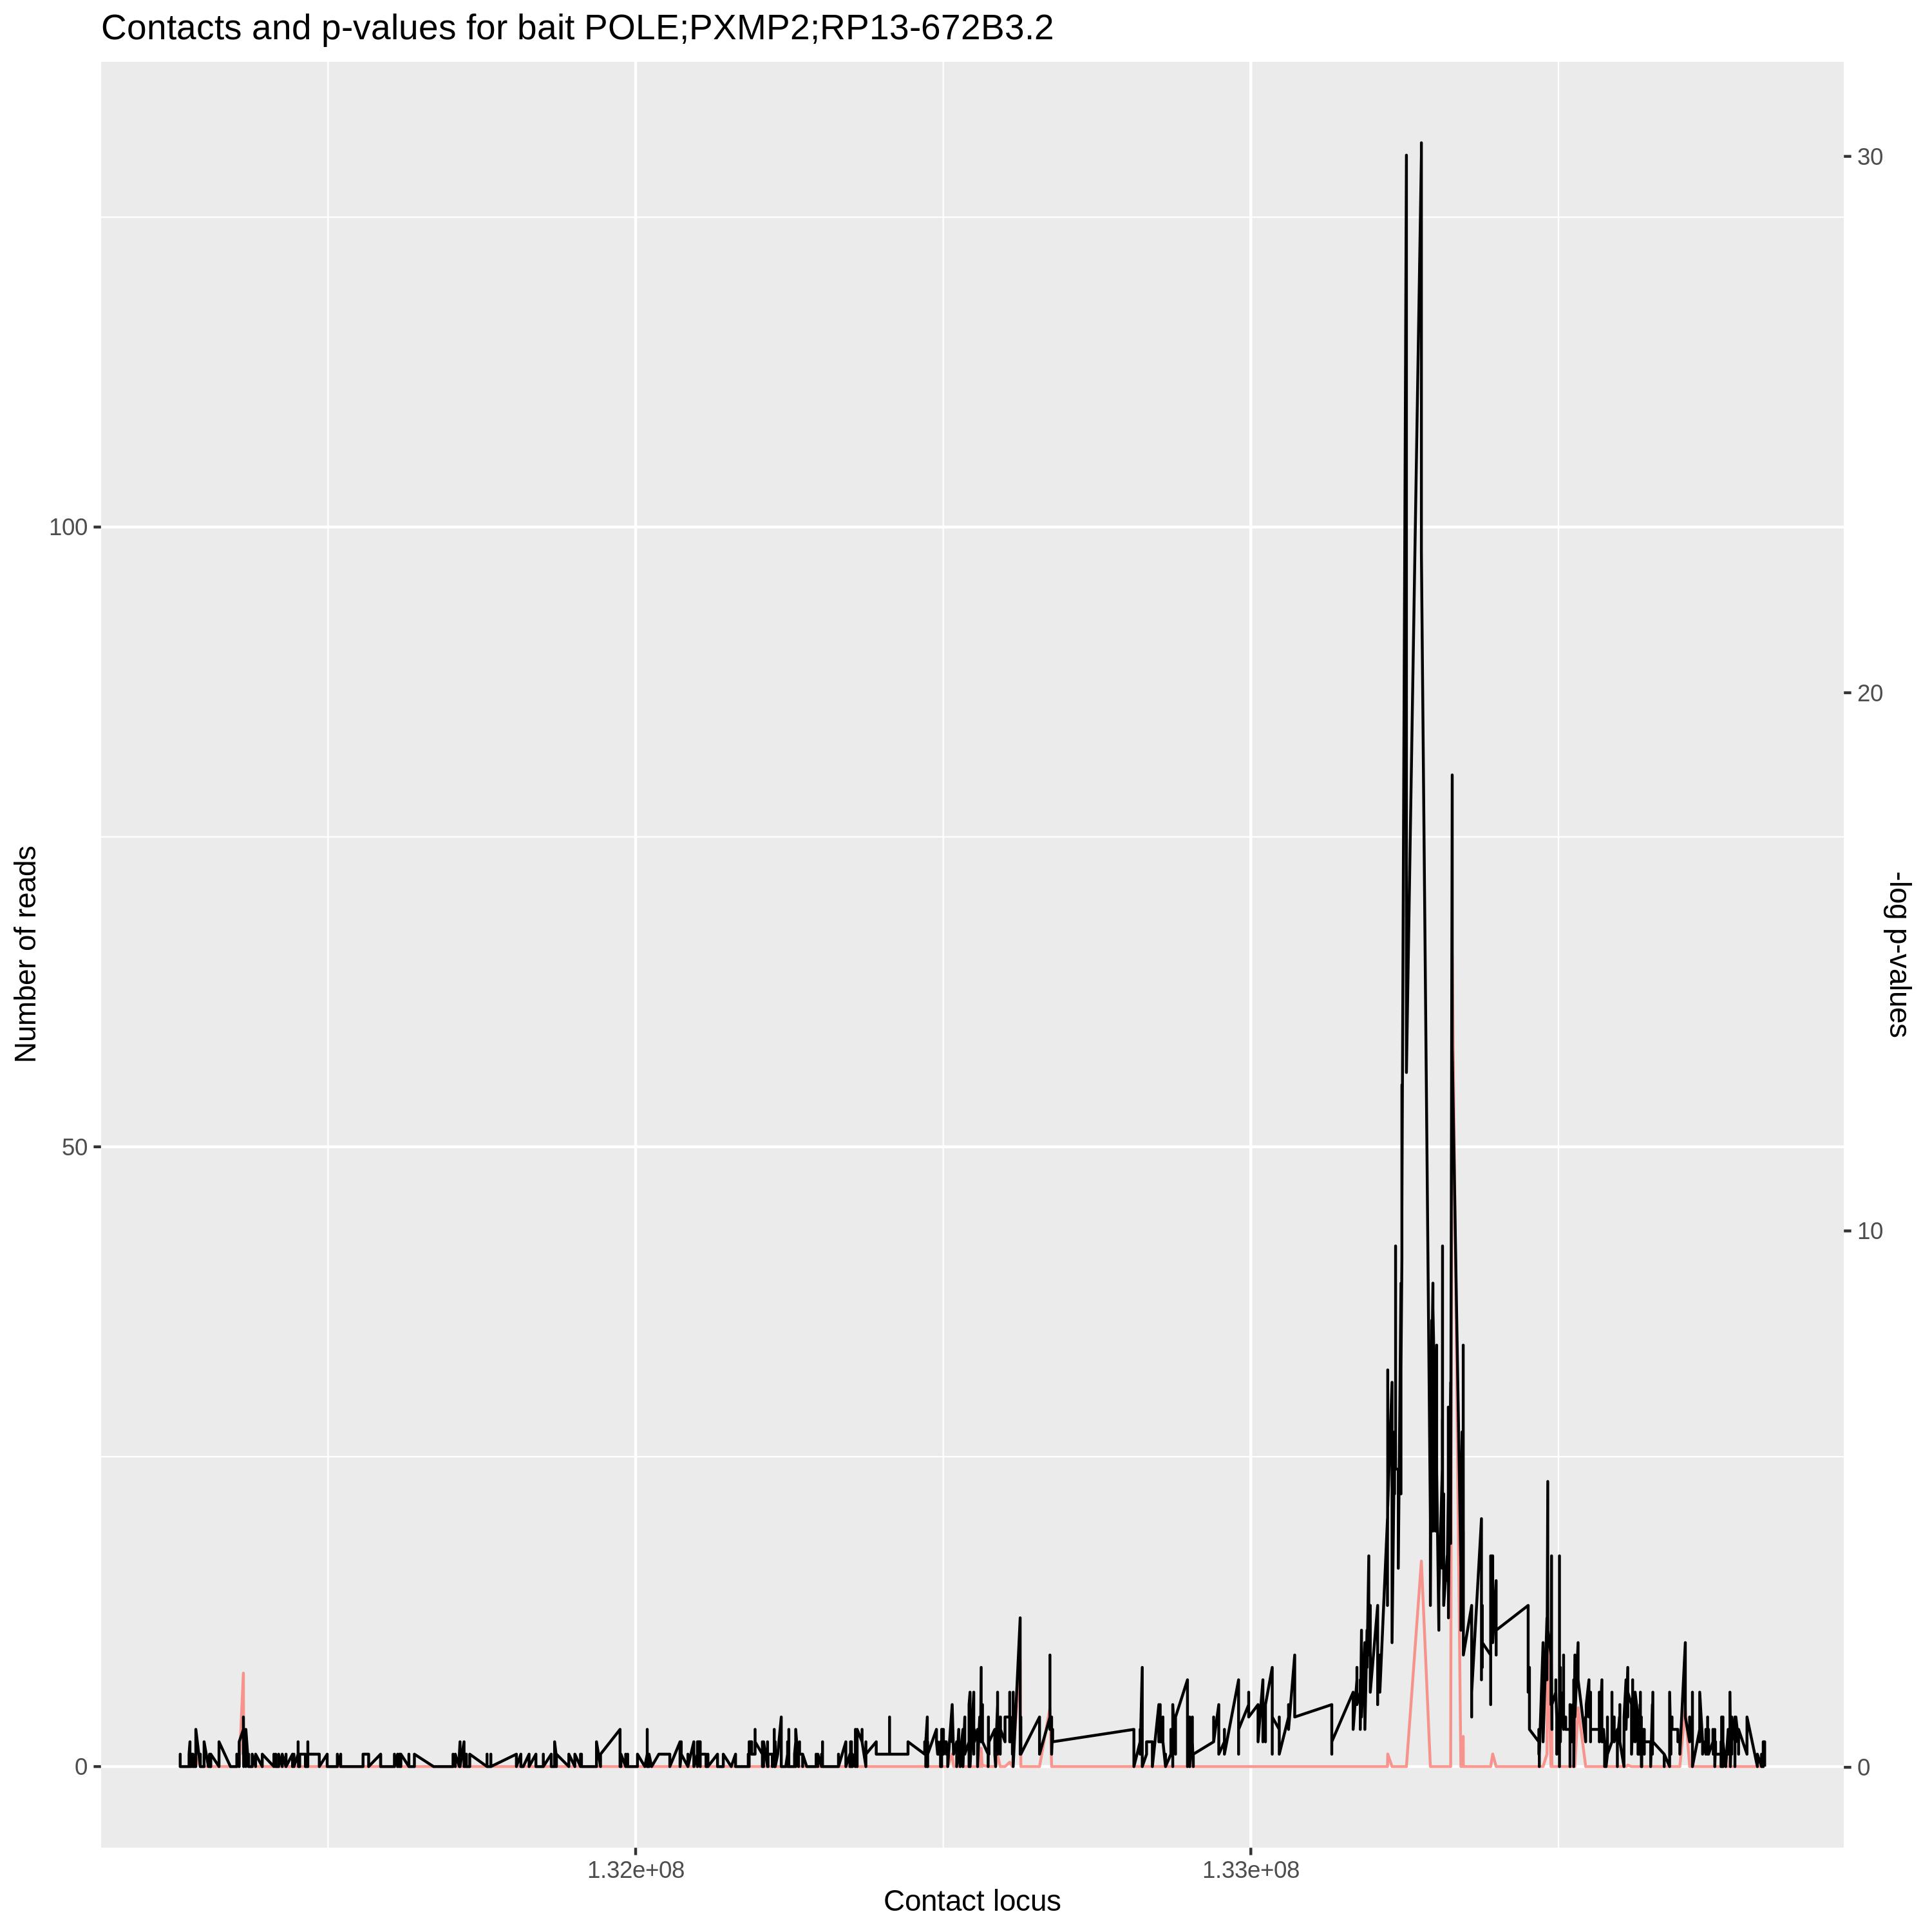 Contacts and p-values for bait POLE;PXMP2;RP13-672B3.2
Number of reads
100
50
0
30
20
10
0
-log p-values
1.32e+08
1.33e+08
Contact locus